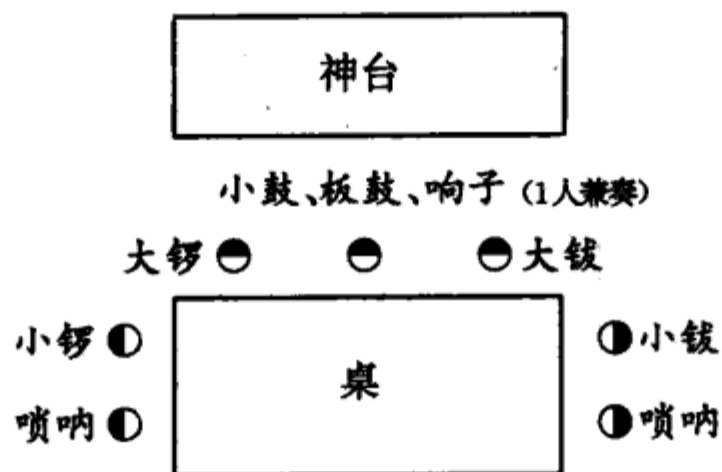 神台
小鼓、板鼓、响子（1人兼奏）
大锣 大钹
小锣 小钹
桌
唢呐 唢呐